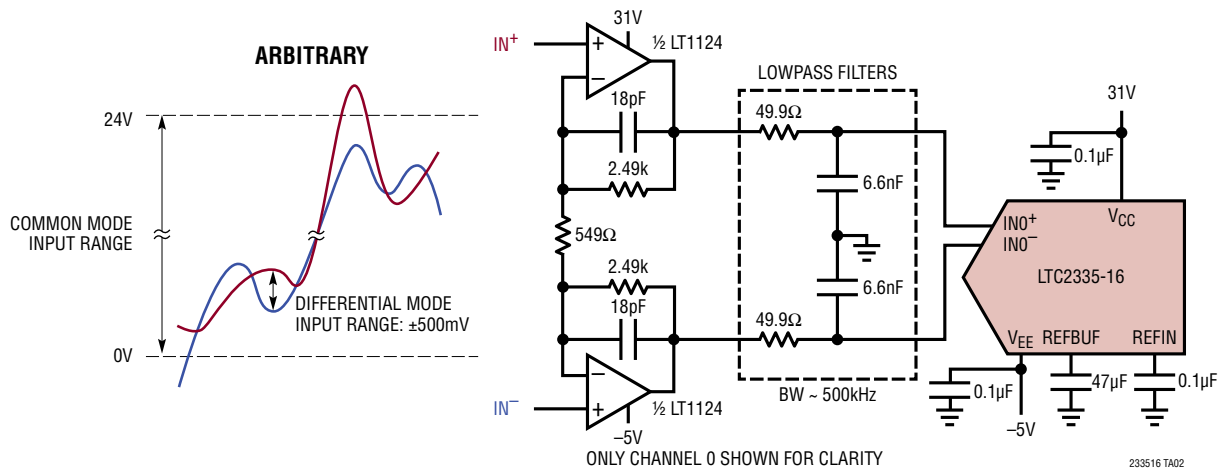 ARBITRARY
24V
COMMON MODE
INPUT RANGE
DIFFERENTIAL MODE
INPUT RANGE: ±500mV
0V
IN+
31V
½ LT1124
+
–
18pF
2.49k
549Ω
2.49k
18pF
–
+
½ LT1124
IN–
–5V
LOWPASS FILTERS
49.9Ω
6.6nF
6.6nF
49.9Ω
BW ~ 500kHz
31V
0.1µF
VCC
IN0+
IN0–
LTC2335-16
VEE REFBUF REFIN
0.1µF
47µF
0.1µF
–5V
ONLY CHANNEL 0 SHOWN FOR CLARITY
233516 TA02